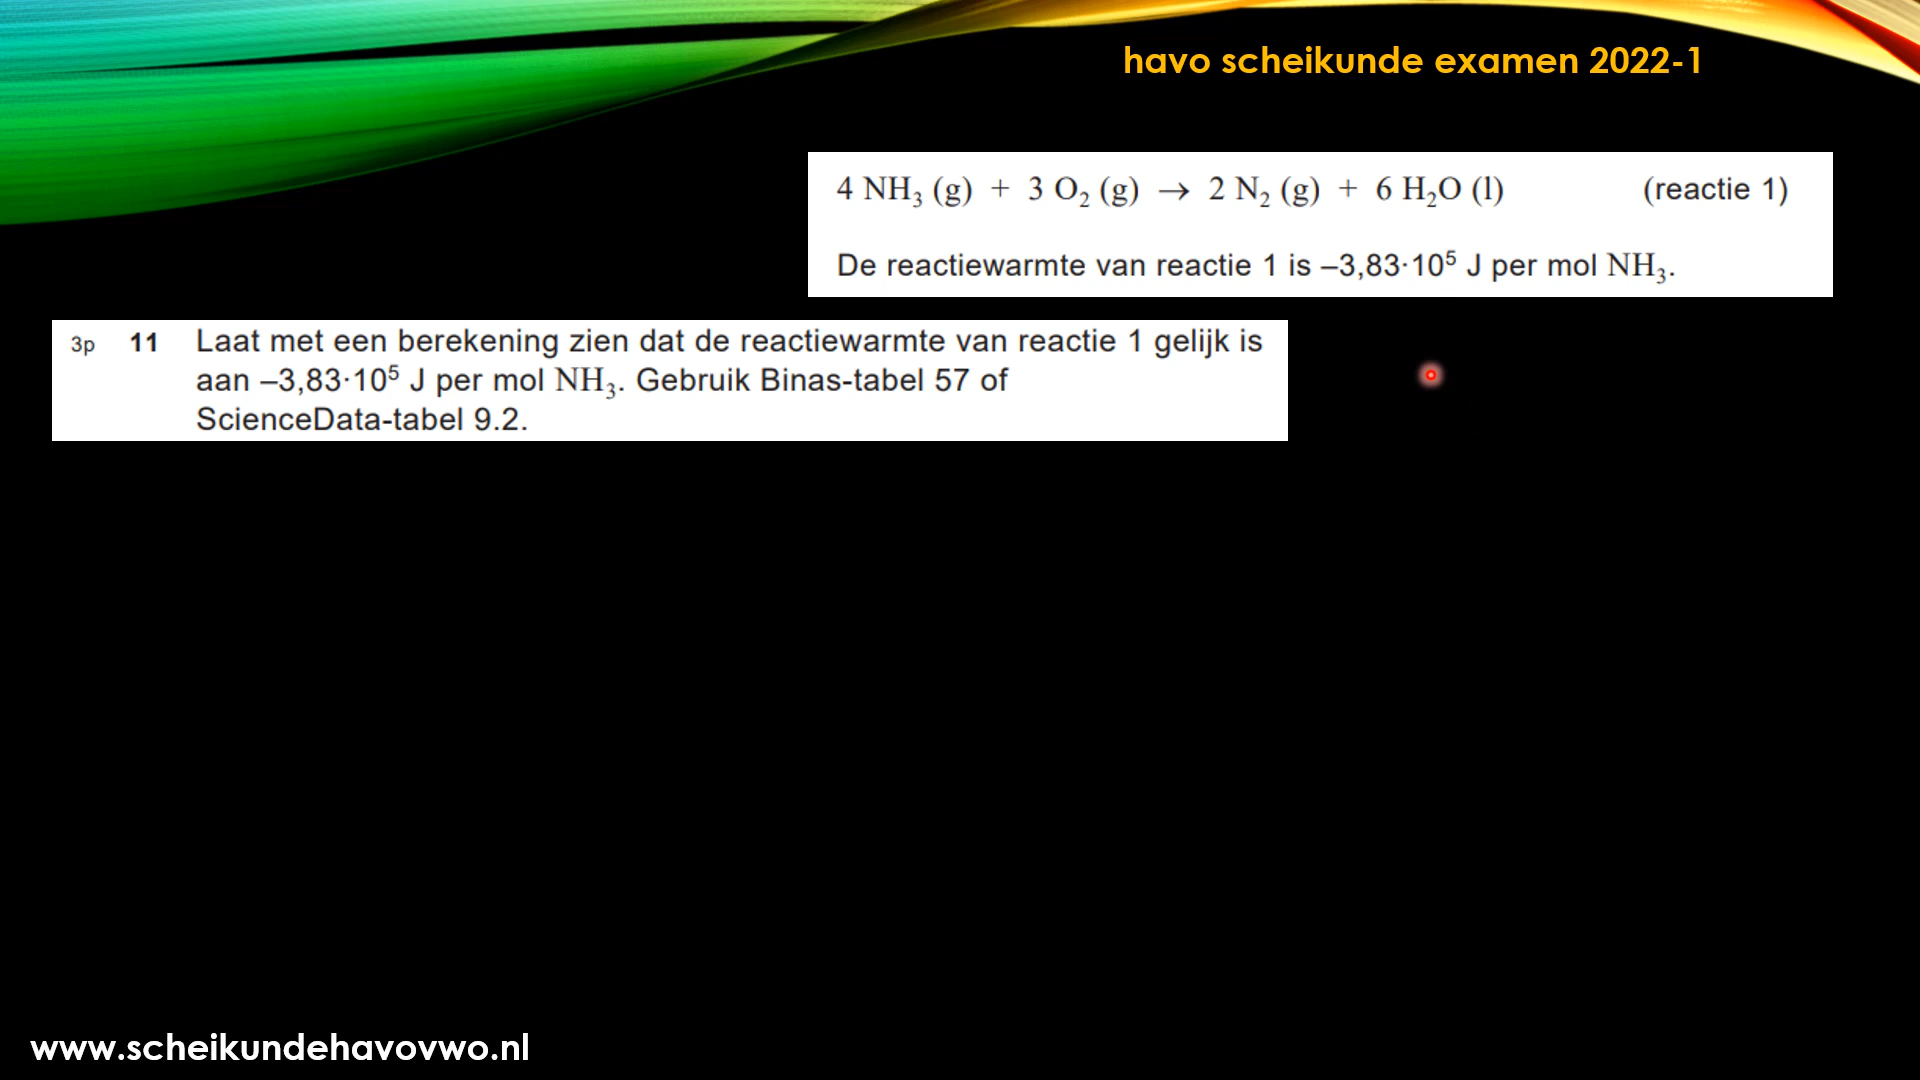 havo scheikunde examen 2022-1
4 NH₃ (g) + 3 O₂ (g) → 2 N₂ (g) + 6 H₂O (l) (reactie 1)
De reactiewarmte van reactie 1 is –3,83·10⁵ J per mol NH₃.
3p 11 Laat met een berekening zien dat de reactiewarmte van reactie 1 gelijk is
aan –3,83·10⁵ J per mol NH₃. Gebruik Binas-tabel 57 of
ScienceData-tabel 9.2.
www.scheikundehavovwo.nl